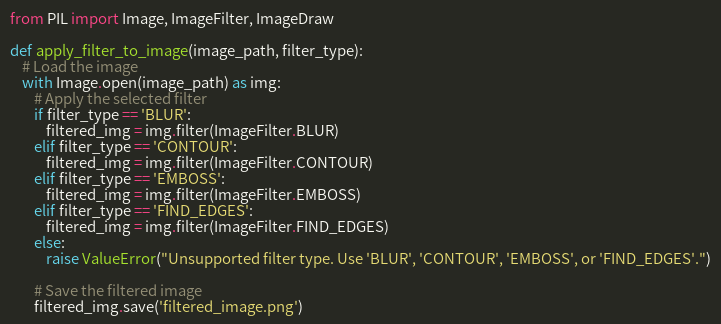 from PIL import Image, ImageFilter, ImageDraw

def apply_filter_to_image(image_path, filter_type):
    # Load the image
    with Image.open(image_path) as img:
        # Apply the selected filter
        if filter_type == 'BLUR':
            filtered_img = img.filter(ImageFilter.BLUR)
        elif filter_type == 'CONTOUR':
            filtered_img = img.filter(ImageFilter.CONTOUR)
        elif filter_type == 'EMBOSS':
            filtered_img = img.filter(ImageFilter.EMBOSS)
        elif filter_type == 'FIND_EDGES':
            filtered_img = img.filter(ImageFilter.FIND_EDGES)
        else:
            raise ValueError("Unsupported filter type. Use 'BLUR', 'CONTOUR', 'EMBOSS', or 'FIND_EDGES'.")

        # Save the filtered image
        filtered_img.save('filtered_image.png')